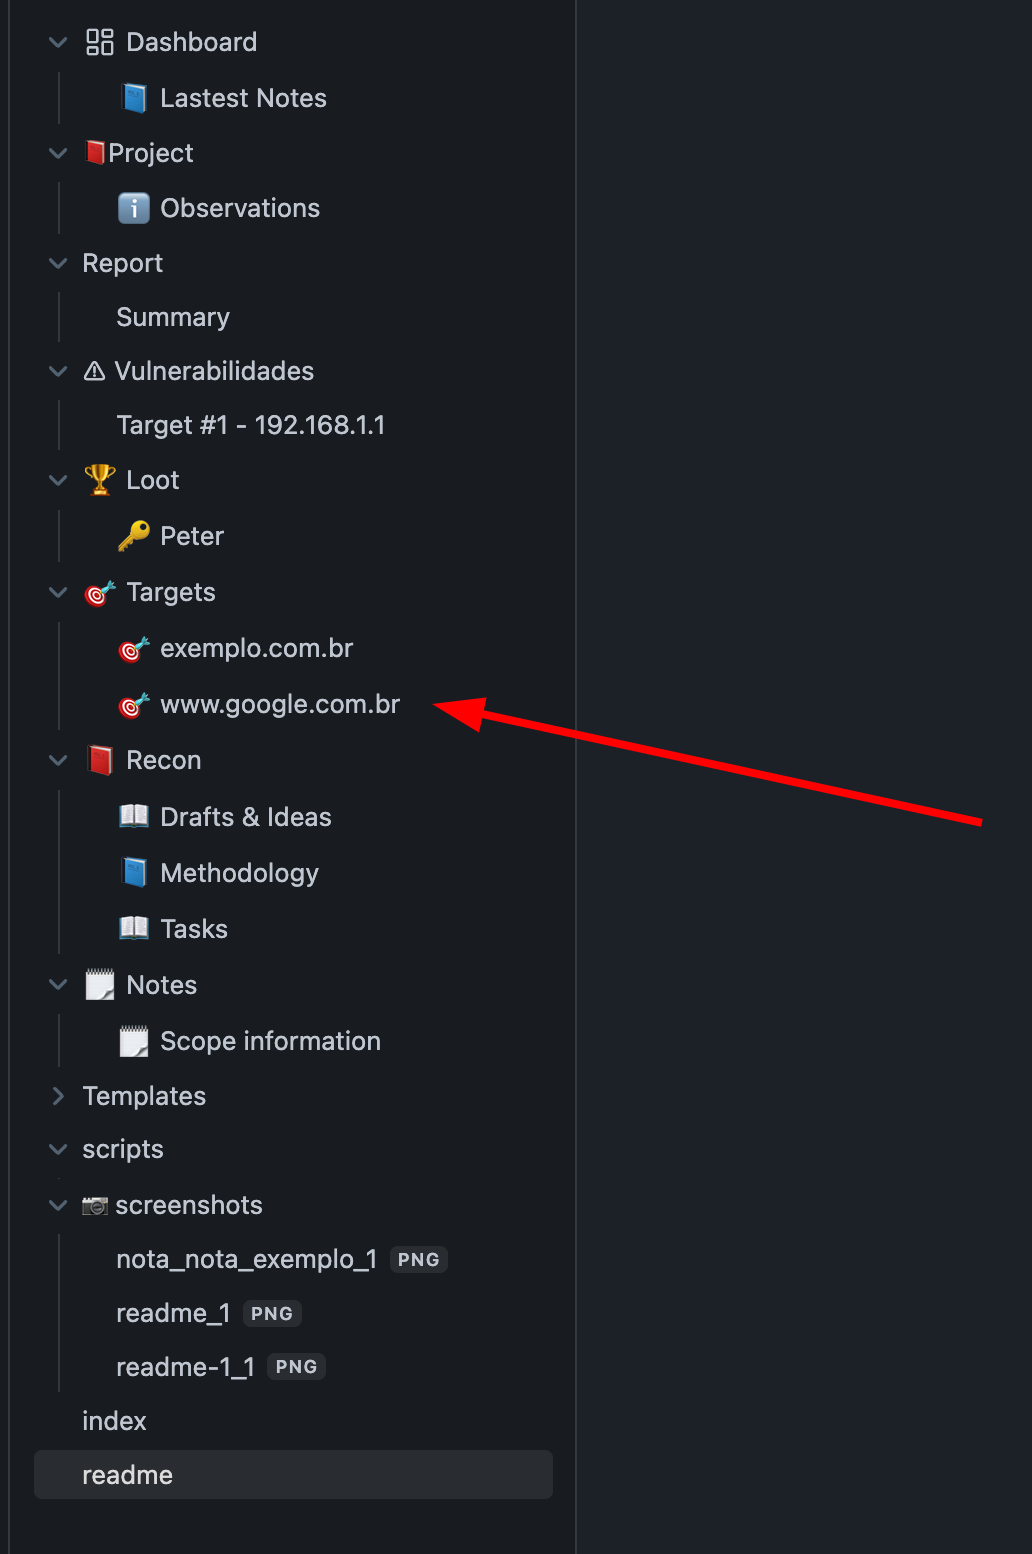 Dashboard
Lastest Notes
Project
Observations
Report
Summary
Vulnerabilidades
Target #1 - 192.168.1.1
Loot
Peter
Targets
exemplo.com.br
www.google.com.br
Recon
Drafts & Ideas
Methodology
Tasks
Notes
Scope information
Templates
scripts
screenshots
nota_nota_exemplo_1 PNG
readme_1 PNG
readme-1_1 PNG
index
readme